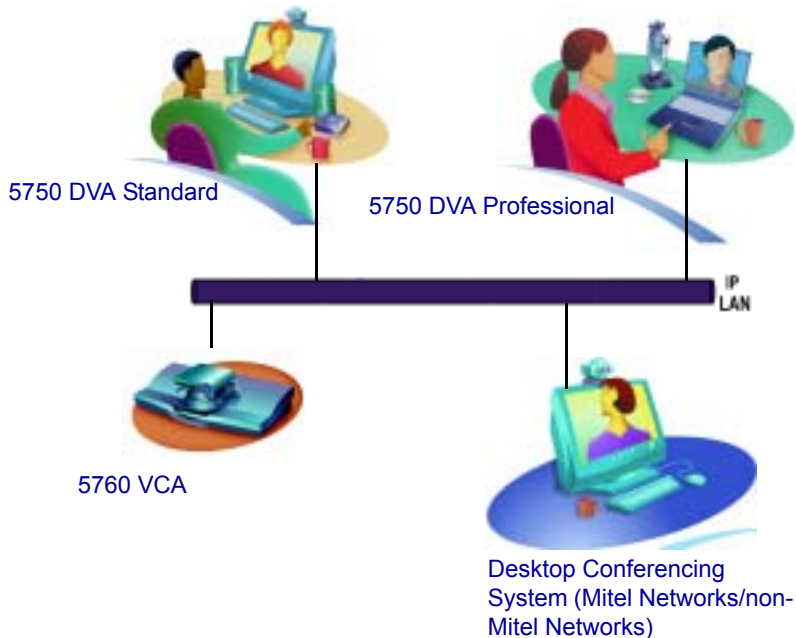 5750 DVA Standard
5750 DVA Professional
IP
LAN
5760 VCA
Desktop Conferencing
System (Mitel Networks/non-
Mitel Networks)